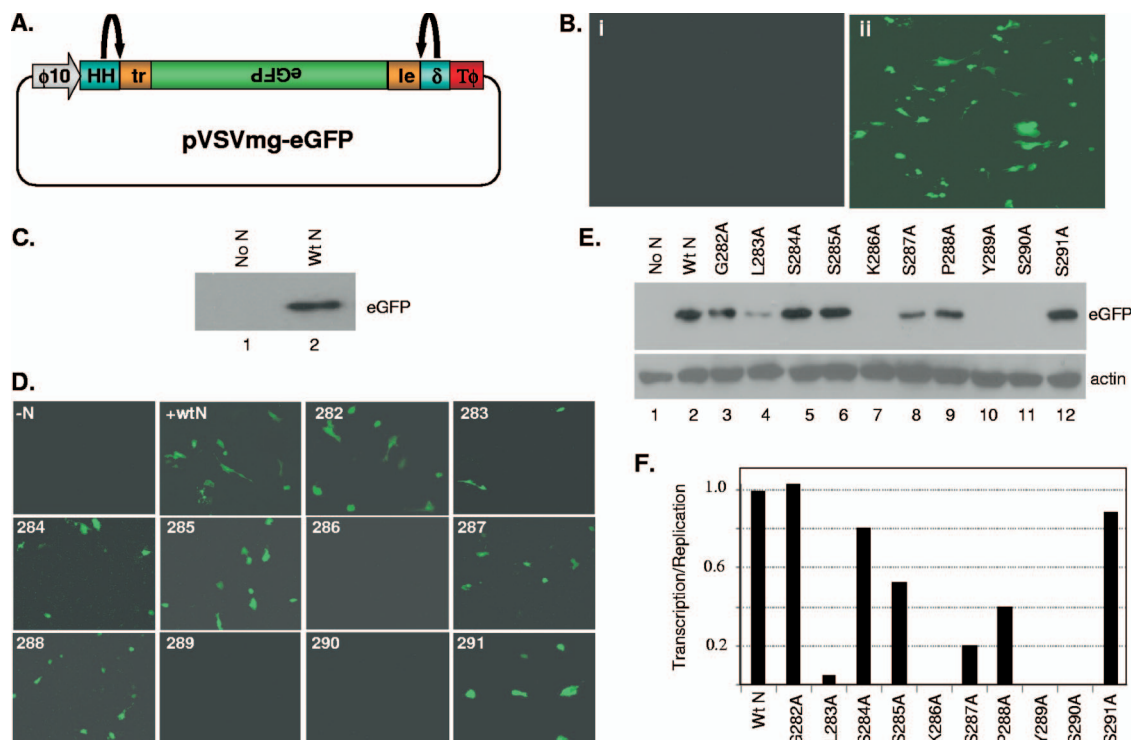 A.
ϕ10 HH tr eGFP le δ Tϕ
pVSVmg-eGFP
B.
i ii
C.
No N Wt N
eGFP
1 2
D.
-N +wtN 282 283
284 285 286 287
288 289 290 291
E.
No N Wt N G282A L283A S284A S285A K286A S287A P288A Y289A S290A S291A
eGFP
actin
1 2 3 4 5 6 7 8 9 10 11 12
F.
Transcription/Replication
1.0
0.6
0.2
Wt N G282A L283A S284A S285A K286A S287A P288A Y289A S290A S291A